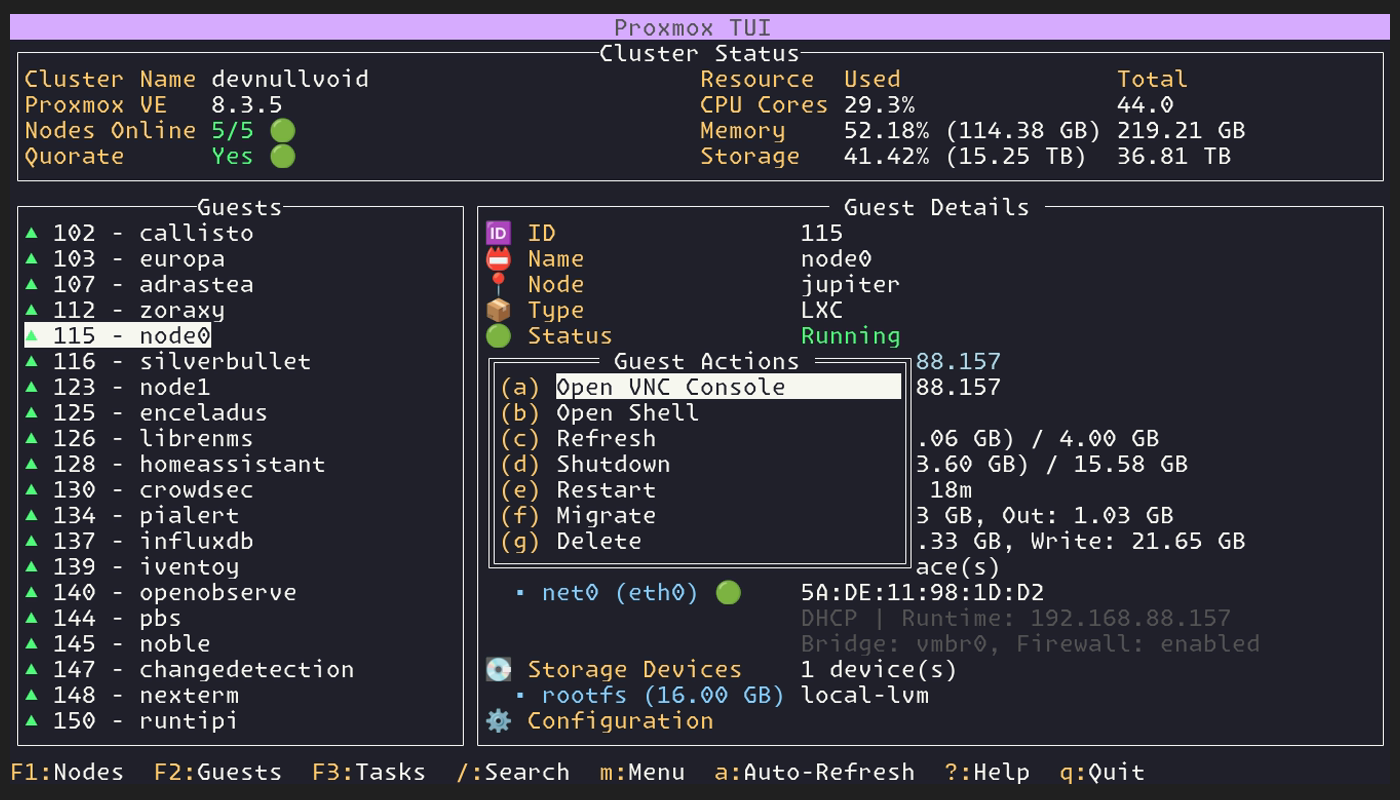 Proxmox TUI
Cluster Status
Cluster Name devnullvoid Resource Used Total
Proxmox VE 8.3.5 CPU Cores 29.3% 44.0
Nodes Online 5/5 Memory 52.18% (114.38 GB) 219.21 GB
Quorate Yes Storage 41.42% (15.25 TB) 36.81 TB
Guests
102 - callisto
103 - europa
107 - adrastea
112 - zoraxy
115 - node0
116 - silverbullet
123 - node1
125 - enceladus
126 - librenms
128 - homeassistant
130 - crowdsec
134 - pialert
137 - influxdb
139 - iventoy
140 - openobserve
144 - pbs
145 - noble
147 - changedetection
148 - nexterm
150 - runtipi
Guest Details
🆔 ID 115
Name node0
Node jupiter
Type LXC
Status Running
88.157
88.157
.06 GB) / 4.00 GB
3.60 GB) / 15.58 GB
18m
3 GB, Out: 1.03 GB
.33 GB, Write: 21.65 GB
ace(s)
▪ net0 (eth0) 5A:DE:11:98:1D:D2
DHCP | Runtime: 192.168.88.157
Bridge: vmbr0, Firewall: enabled
Storage Devices 1 device(s)
▪ rootfs (16.00 GB) local-lvm
Configuration
Guest Actions
(a) Open VNC Console
(b) Open Shell
(c) Refresh
(d) Shutdown
(e) Restart
(f) Migrate
(g) Delete
F1:Nodes F2:Guests F3:Tasks /:Search m:Menu a:Auto-Refresh ?:Help q:Quit